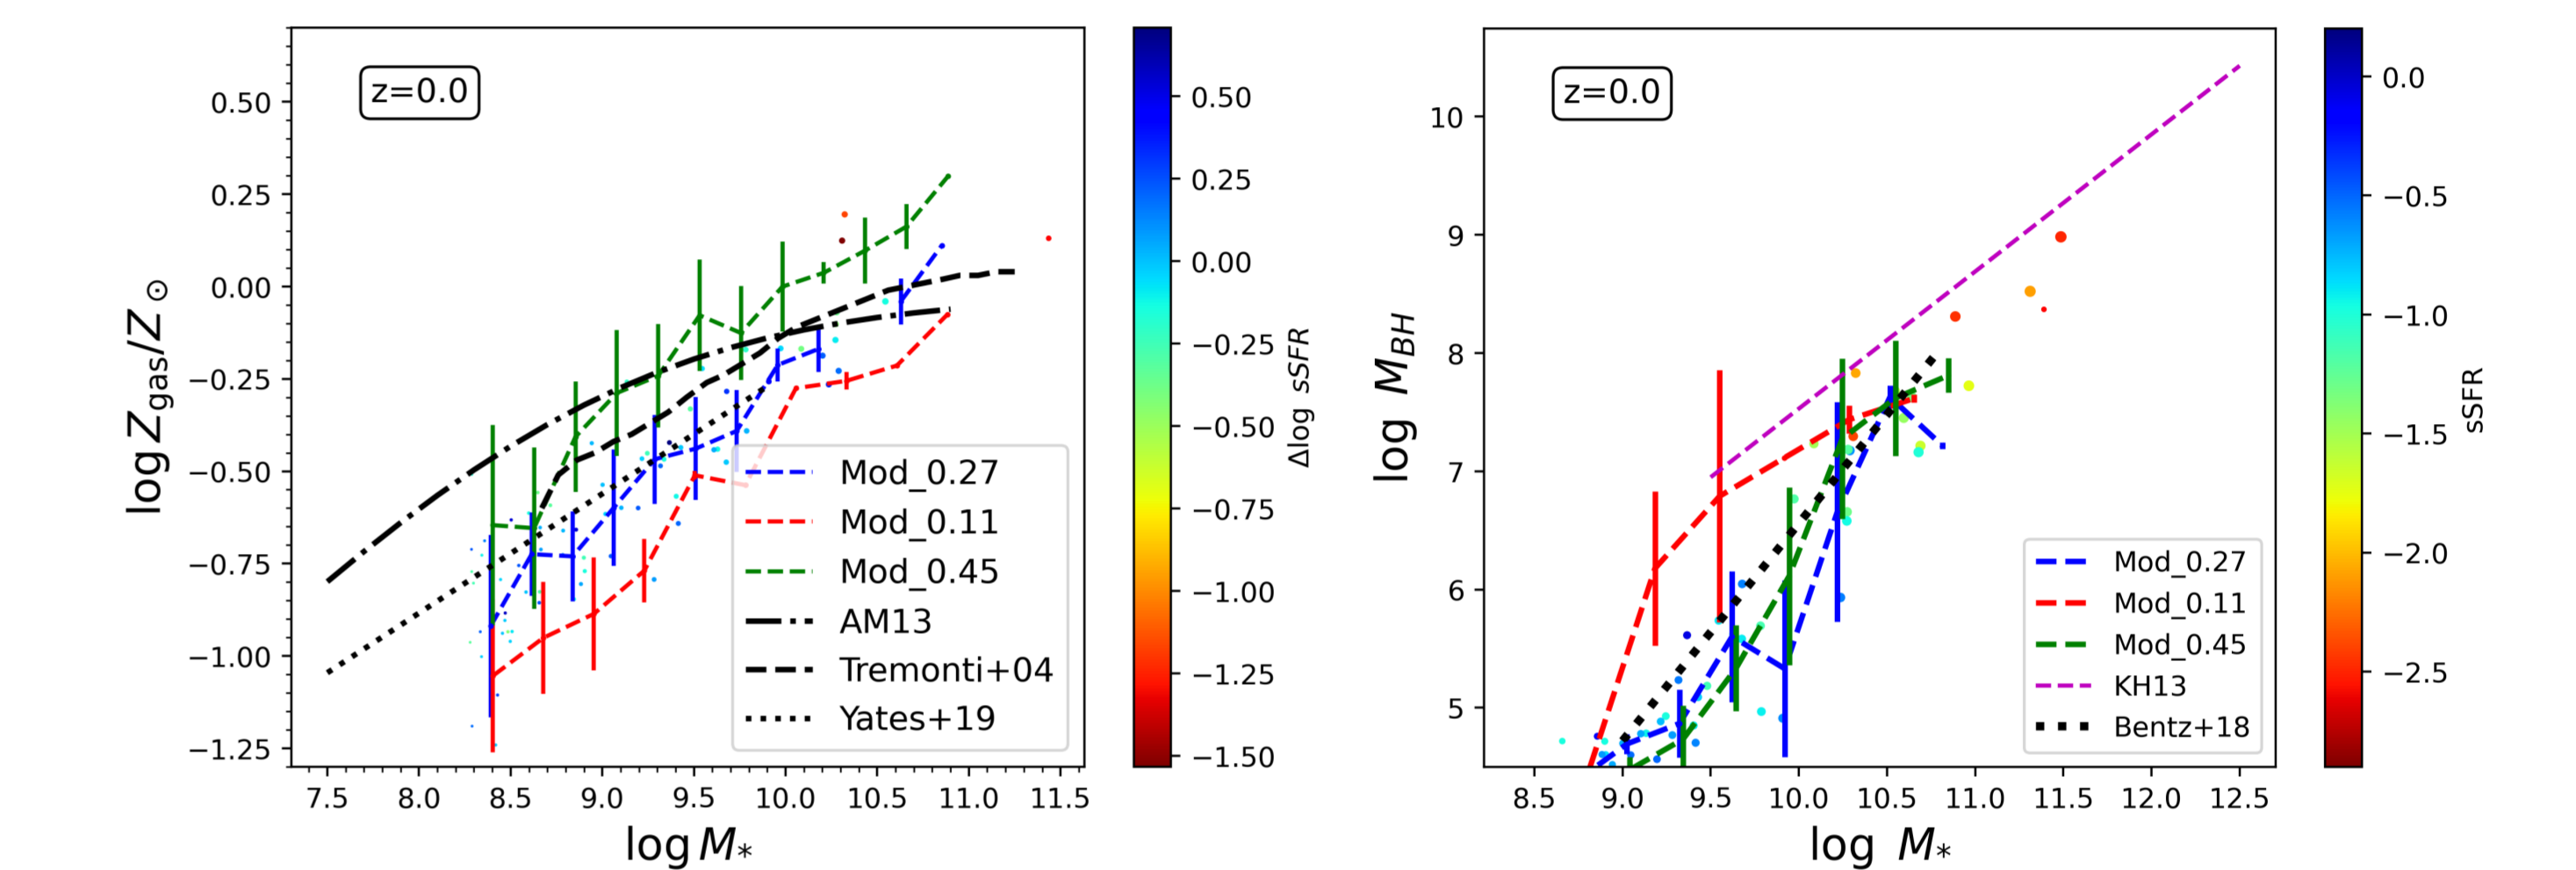 z=0.0
0.50
0.25
0.00
−0.25
−0.50
−0.75
−1.00
−1.25
log Zgas/Z⊙
7.5 8.0 8.5 9.0 9.5 10.0 10.5 11.0 11.5
log M*
Mod_0.27
Mod_0.11
Mod_0.45
AM13
Tremonti+04
Yates+19
0.50
0.25
0.00
−0.25
−0.50
−0.75
−1.00
−1.25
−1.50
Δlog sSFR
z=0.0
10
9
8
7
6
5
log MBH
8.5 9.0 9.5 10.0 10.5 11.0 11.5 12.0 12.5
log M*
Mod_0.27
Mod_0.11
Mod_0.45
KH13
Bentz+18
0.0
−0.5
−1.0
−1.5
−2.0
−2.5
sSFR